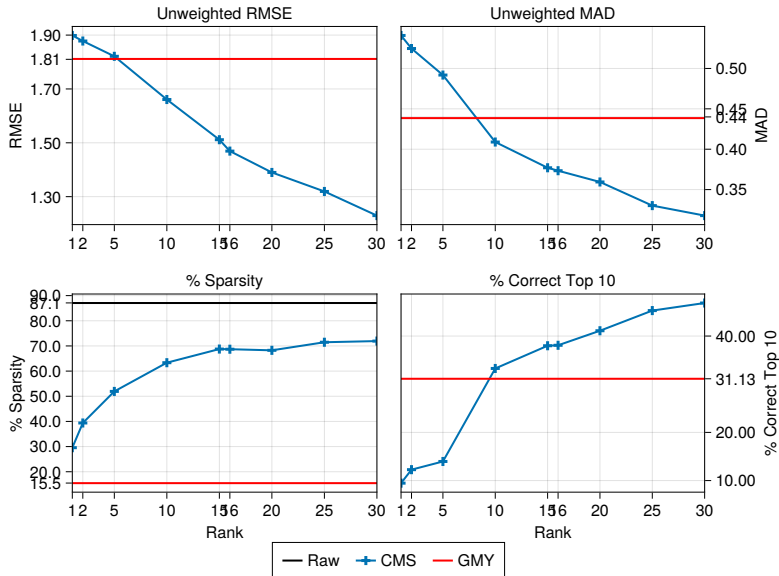 Unweighted RMSE
Unweighted MAD
1.90
1.81
1.70
1.50
1.30
RMSE
0.50
0.45
0.44
0.40
0.35
MAD
1 2 5 10 15 16 20 25 30
1 2 5 10 15 16 20 25 30
% Sparsity
% Correct Top 10
90.0
87.1
80.0
70.0
60.0
50.0
40.0
30.0
20.0
15.5
% Sparsity
40.00
31.13
20.00
10.00
% Correct Top 10
1 2 5 10 15 16 20 25 30
1 2 5 10 15 16 20 25 30
Rank
Rank
Raw CMS GMY